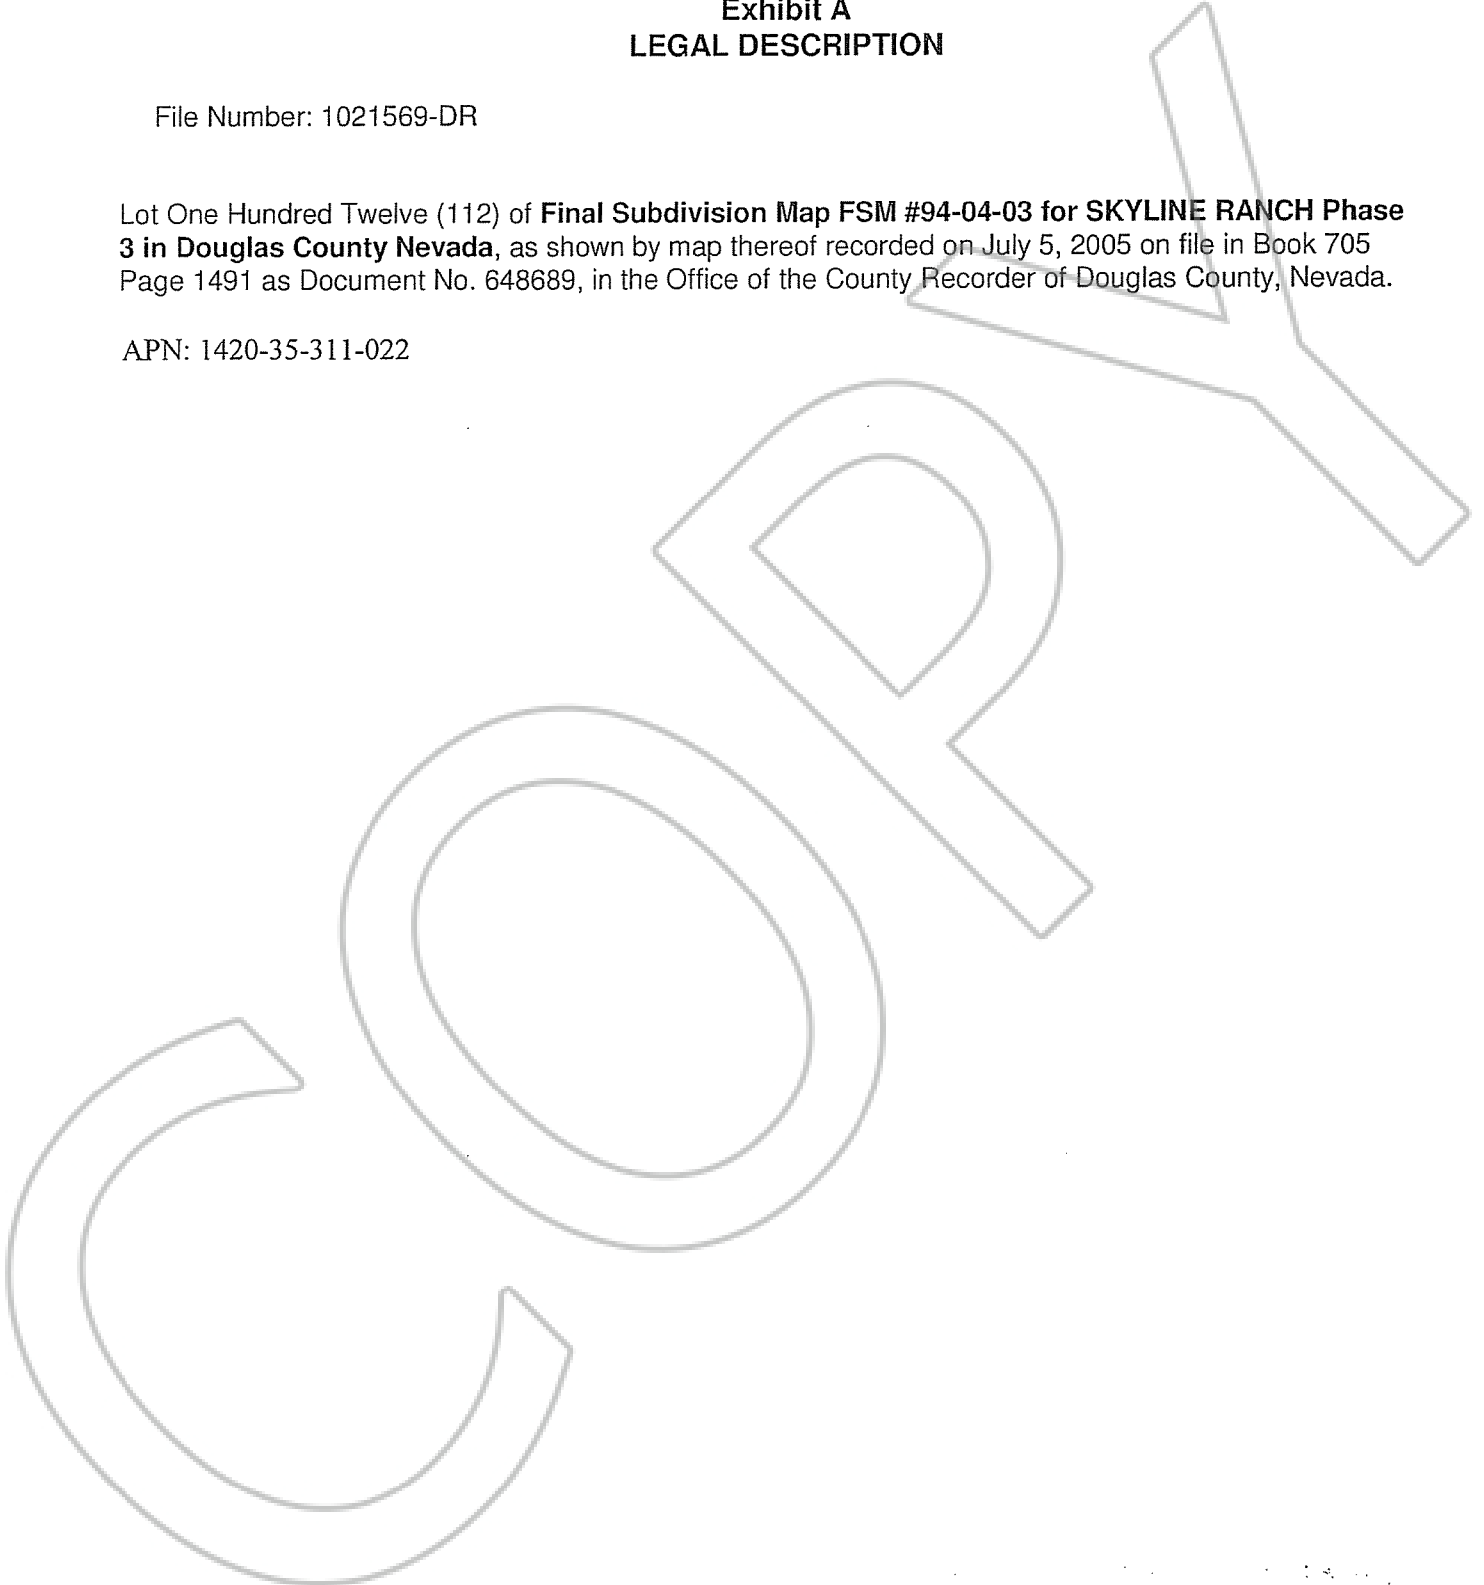 Exhibit A
LEGAL DESCRIPTION
File Number: 1021569-DR
Lot One Hundred Twelve (112) of Final Subdivision Map FSM #94-04-03 for SKYLINE RANCH Phase
3 in Douglas County Nevada, as shown by map thereof recorded on July 5, 2005 on file in Book 705
Page 1491 as Document No. 648689, in the Office of the County Recorder of Douglas County, Nevada.
APN: 1420-35-311-022
COPY